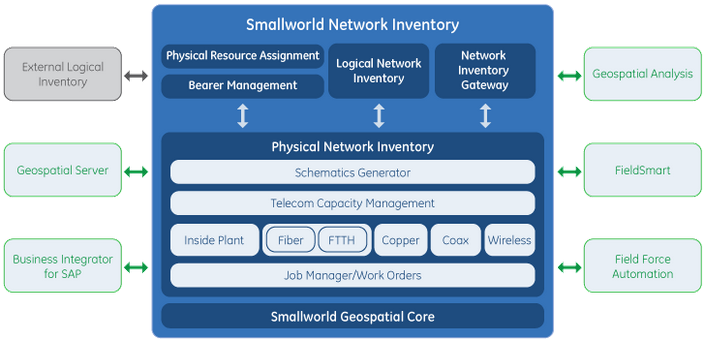 Smallworld Network Inventory
External Logical
Inventory
Physical Resource Assignment
Bearer Management
Logical Network
Inventory
Network
Inventory
Gateway
Geospatial Analysis
Physical Network Inventory
Geospatial Server
Schematics Generator
FieldSmart
Telecom Capacity Management
Inside Plant
Fiber
FTTH
Copper
Coax
Wireless
Business Integrator
for SAP
Job Manager/Work Orders
Field Force
Automation
Smallworld Geospatial Core